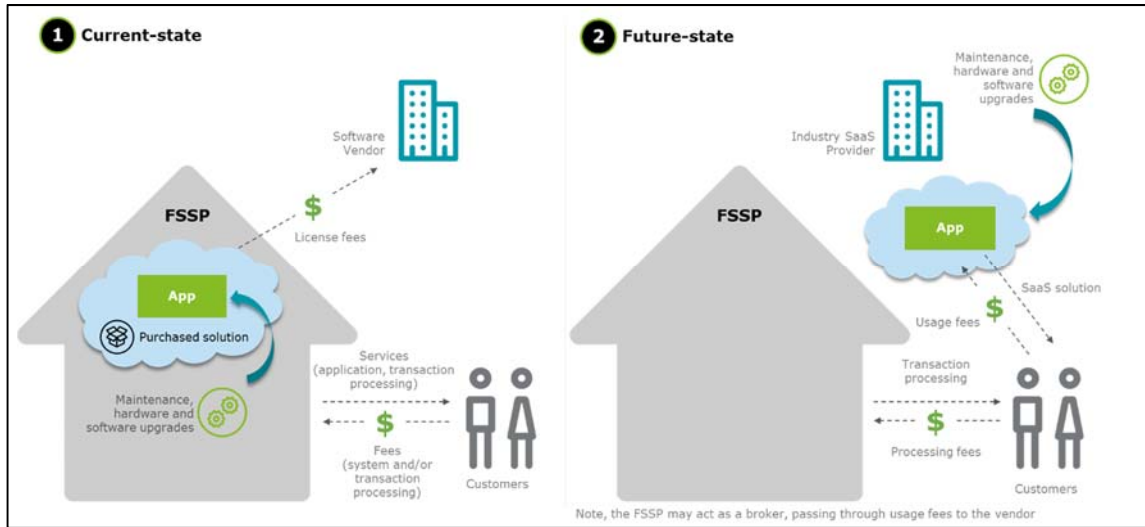 1 Current-state
Software
Vendor
FSSP
$
License fees
App
Purchased solution
Maintenance,
hardware and
software upgrades
Services
(application, transaction
processing)
$
Fees
(system and/or
transaction
processing)
Customers
2 Future-state
Maintenance,
hardware and
software
upgrades
Industry SaaS
Provider
FSSP
App
SaaS solution
$
Usage fees
Transaction
processing
$
Processing fees
Customers
Note, the FSSP may act as a broker, passing through usage fees to the vendor